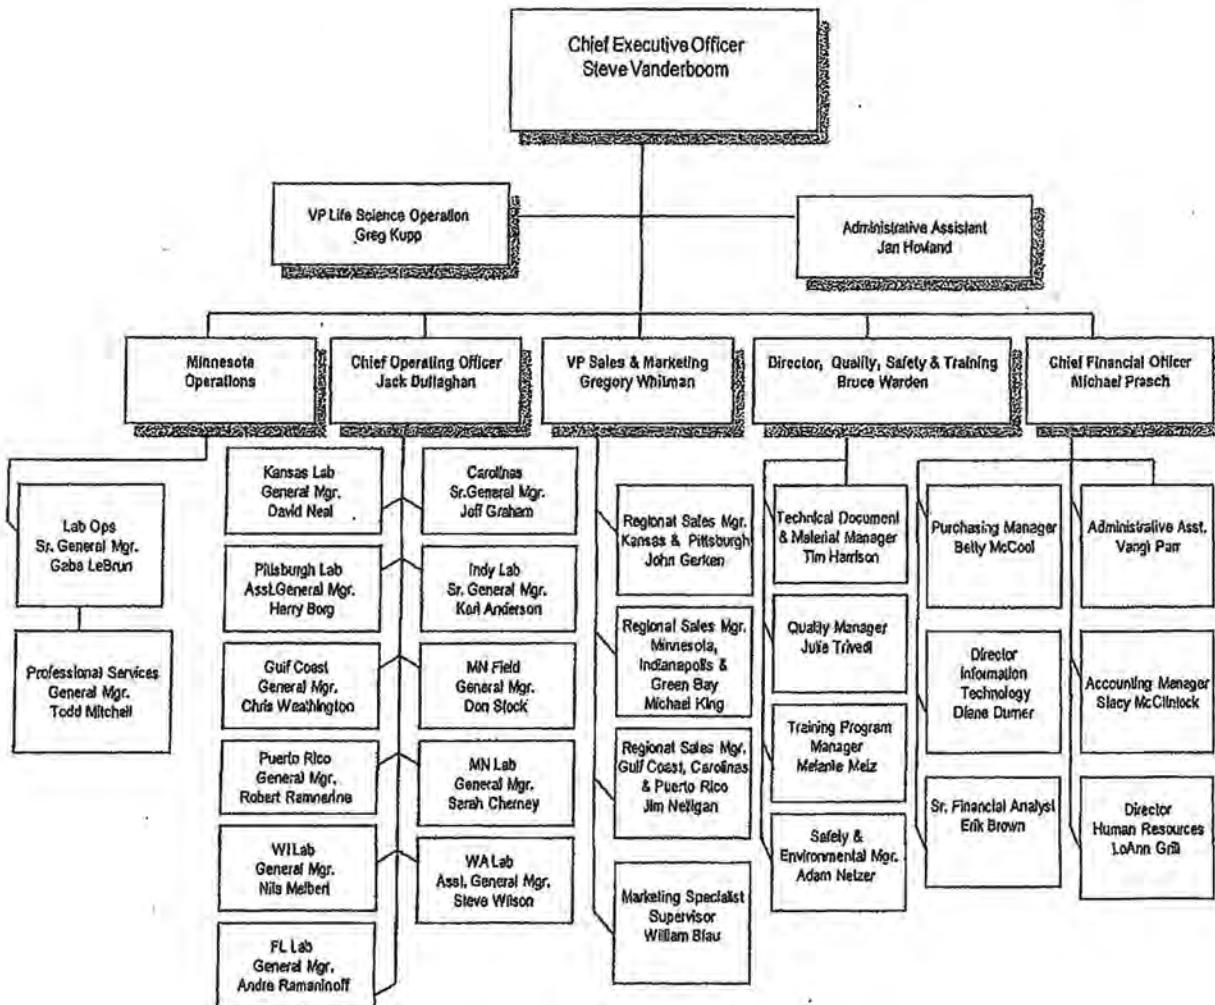 Chief Executive Officer
Steve Vanderboom
VP Life Science Operation
Greg Kupp
Administrative Assistant
Jan Hovland
Minnesota
Operations
Chief Operating Officer
Jack Dullaghan
VP Sales & Marketing
Gregory Whitman
Director, Quality, Safety & Training
Bruce Warden
Chief Financial Officer
Michael Prasch
Lab Ops
Sr. General Mgr.
Gabe LeBrun
Professional Services
General Mgr.
Todd Mitchell
Kansas Lab
General Mgr.
David Neal
Pittsburgh Lab
Asst.General Mgr.
Harry Borg
Gulf Coast
General Mgr.
Chris Weathington
Puerto Rico
General Mgr.
Robert Ramnarine
WI Lab
General Mgr.
Nils Melberg
FL Lab
General Mgr.
Andre Ramaninoff
Carolinas
Sr.General Mgr.
Jeff Graham
Indy Lab
Sr. General Mgr.
Karl Anderson
MN Field
General Mgr.
Don Stock
MN Lab
General Mgr.
Sarah Cherney
WA Lab
Asst. General Mgr.
Steve Wilson
Regional Sales Mgr.
Kansas & Pittsburgh
John Gerken
Regional Sales Mgr.
Minnesota,
Indianapolis &
Green Bay
Michael King
Regional Sales Mgr.
Gulf Coast, Carolinas
& Puerto Rico
Jim Nelligan
Marketing Specialist
Supervisor
William Blau
Technical Document
& Material Manager
Tim Harrison
Quality Manager
Julie Trivedi
Training Program
Manager
Melanie Melz
Safety &
Environmental Mgr.
Adam Nelzer
Purchasing Manager
Betty McCool
Director
Information
Technology
Diane Durner
Sr. Financial Analyst
Erik Brown
Administrative Asst.
Vangi Parr
Accounting Manager
Stacy McClintock
Director
Human Resources
LoAnn Grill